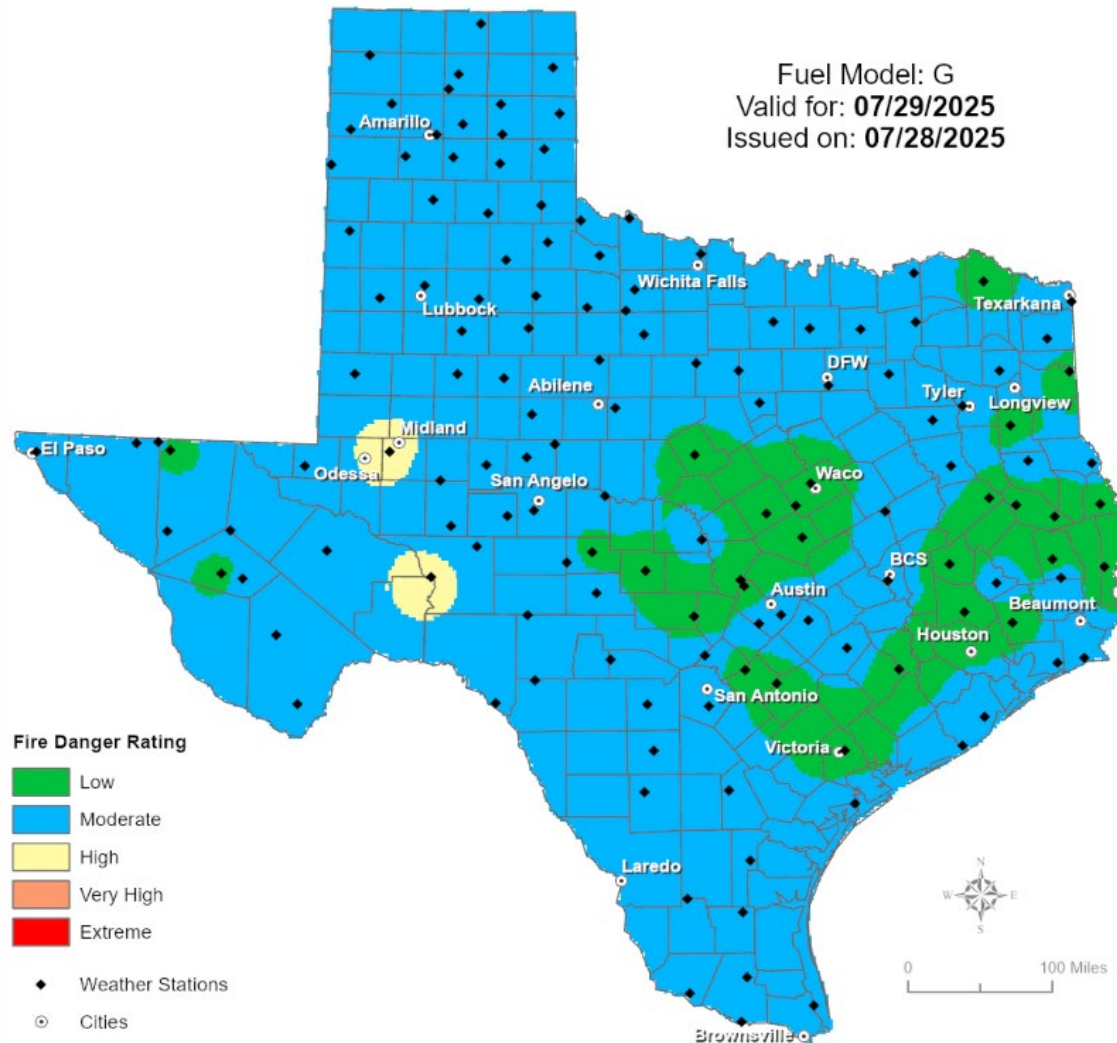 Fuel Model: G
Valid for: 07/29/2025
Issued on: 07/28/2025
Amarillo
Wichita Falls
Lubbock
Texarkana
DFW
Abilene
Tyler
Longview
Midland
El Paso
Odessa
San Angelo
Waco
BCS
Austin
Beaumont
Houston
San Antonio
Victoria
Laredo
Brownsville
Fire Danger Rating
Low
Moderate
High
Very High
Extreme
Weather Stations
Cities
N
W E
S
0 100 Miles